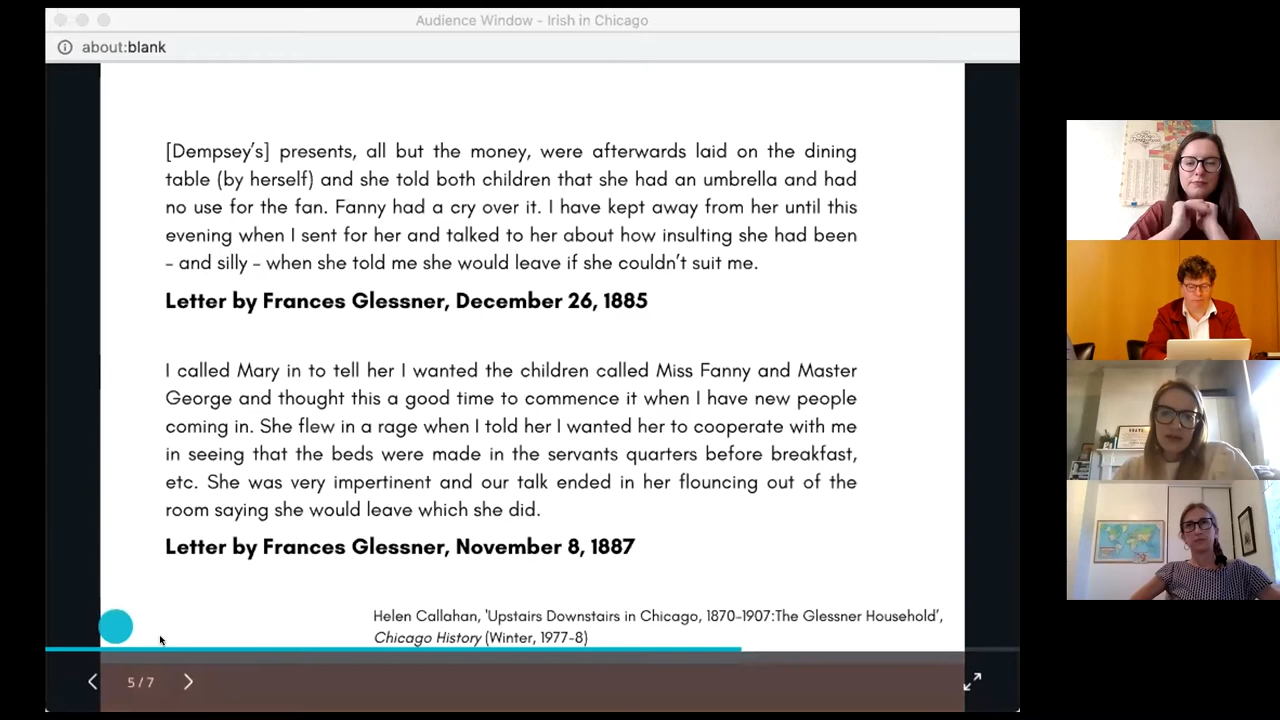 Audience Window - Irish in Chicago
about:blank
[Dempsey's] presents, all but the money, were afterwards laid on the dining
table (by herself) and she told both children that she had an umbrella and had
no use for the fan. Fanny had a cry over it. I have kept away from her until this
evening when I sent for her and talked to her about how insulting she had been
– and silly – when she told me she would leave if she couldn't suit me.
Letter by Frances Glessner, December 26, 1885
I called Mary in to tell her I wanted the children called Miss Fanny and Master
George and thought this a good time to commence it when I have new people
coming in. She flew in a rage when I told her I wanted her to cooperate with me
in seeing that the beds were made in the servants quarters before breakfast,
etc. She was very impertinent and our talk ended in her flouncing out of the
room saying she would leave which she did.
Letter by Frances Glessner, November 8, 1887
Helen Callahan, 'Upstairs Downstairs in Chicago, 1870-1907:The Glessner Household',
Chicago History (Winter, 1977-8)
5 / 7